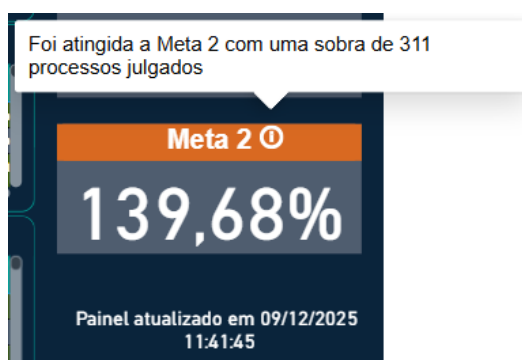 Foi atingida a Meta 2 com uma sobra de 311
processos julgados
Meta 2
139,68%
Painel atualizado em 09/12/2025
11:41:45